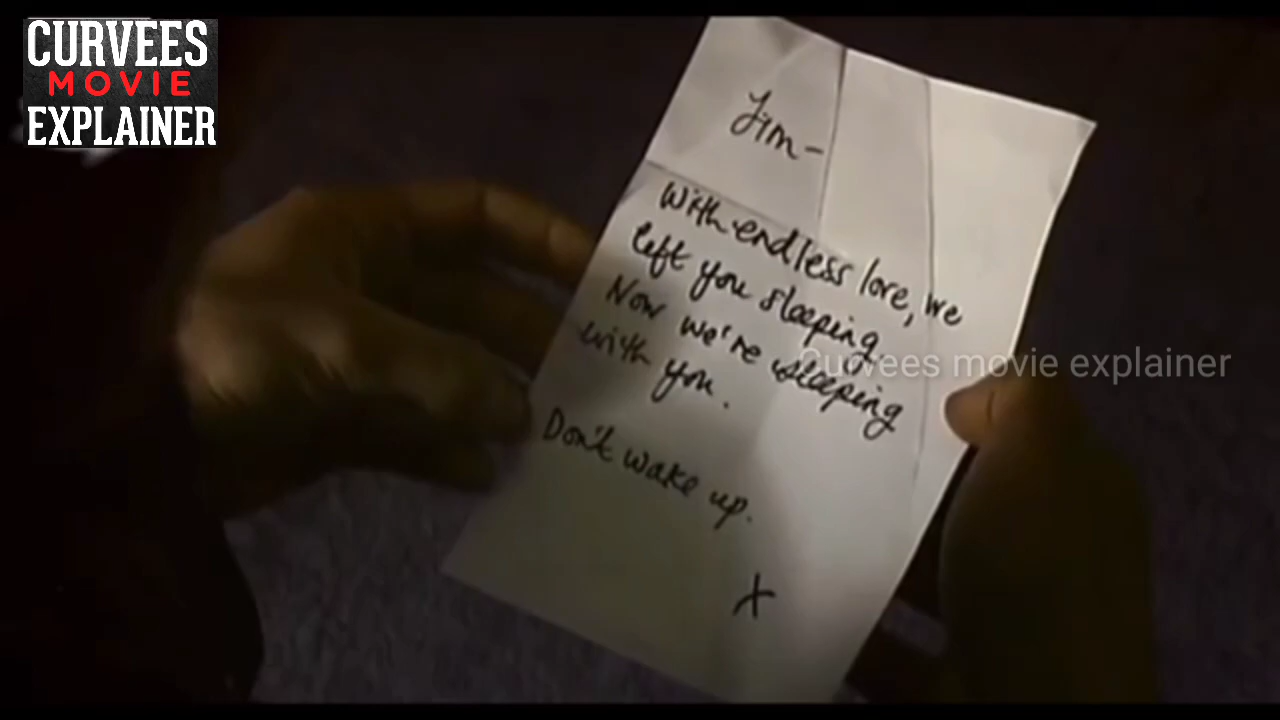 CURVEES
MOVIE
EXPLAINER
Jim-
With endless love, we
left you sleeping.
Now we're sleeping
with you.
Don't wake up.
X
Curvees movie explainer